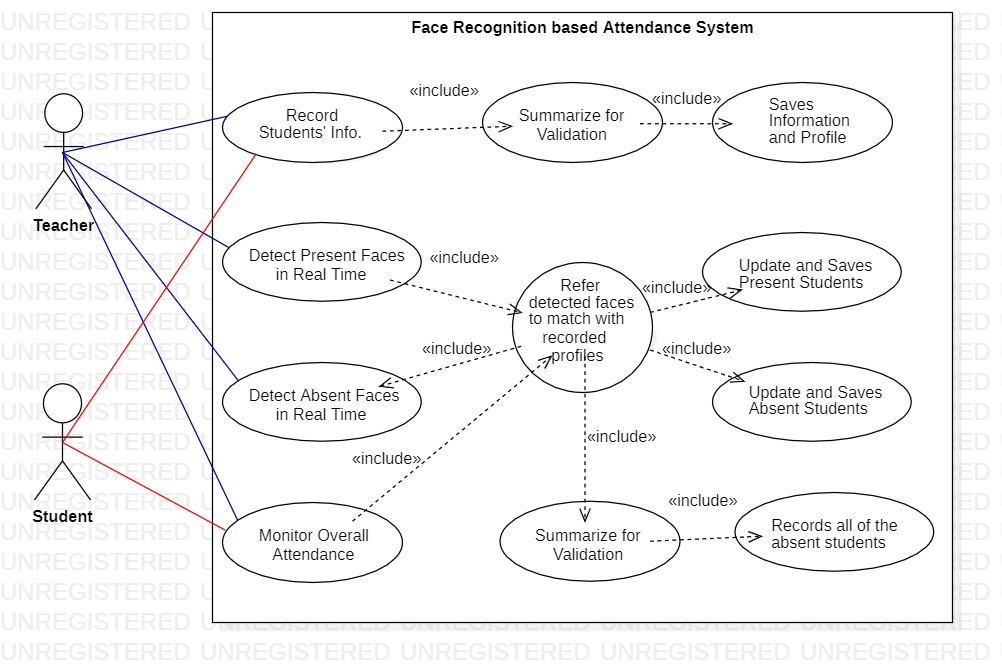 Face Recognition based Attendance System
Record
Students' Info.
«include»
Summarize for
Validation
«include»
Saves
Information
and Profile
Teacher
Detect Present Faces
in Real Time
«include»
Refer
detected faces
to match with
recorded
profiles
«include»
Update and Saves
Present Students
«include»
Detect Absent Faces
in Real Time
«include»
Update and Saves
Absent Students
«include»
«include»
Student
Monitor Overall
Attendance
Summarize for
Validation
«include»
Records all of the
absent students
UNREGISTERED